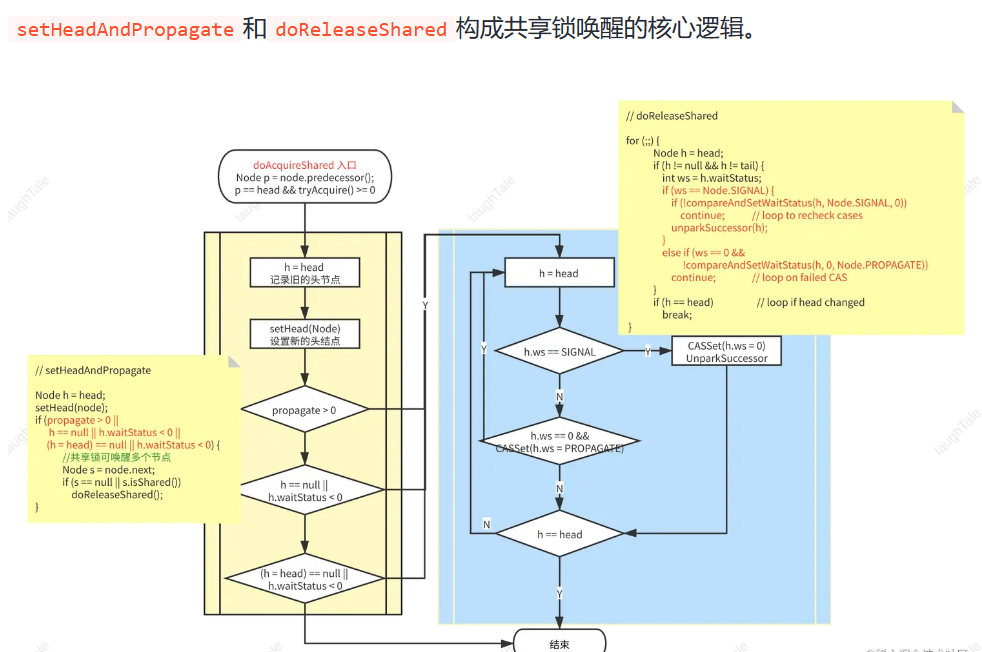 setHeadAndPropagate 和 doReleaseShared 构成共享锁唤醒的核心逻辑。
// doReleaseShared
for (;;) {
Node h = head;
if (h != null && h != tail) {
int ws = h.waitStatus;
if (ws == Node.SIGNAL) {
if (!compareAndSetWaitStatus(h, Node.SIGNAL, 0))
continue; // loop to recheck cases
unparkSuccessor(h);
}
else if (ws == 0 &&
!compareAndSetWaitStatus(h, 0, Node.PROPAGATE))
continue; // loop on failed CAS
}
if (h == head) // loop if head changed
break;
}
doAcquireShared 入口
Node p = node.predecessor();
p == head && tryAcquire() >= 0
h = head
记录旧的头节点
setHead(Node)
设置新的头结点
propagate > 0
h == null ||
h.waitStatus < 0
(h = head) == null ||
h.waitStatus < 0
// setHeadAndPropagate
Node h = head;
setHead(node);
if (propagate > 0 ||
h == null || h.waitStatus < 0 ||
(h = head) == null || h.waitStatus < 0) {
//共享锁可唤醒多个节点
Node s = node.next;
if (s == null || s.isShared())
doReleaseShared();
}
Y
h = head
h.ws == SIGNAL
Y
CASSet(h.ws = 0)
UnparkSuccessor
Y
N
h.ws == 0 &&
CASSet(h.ws = PROPAGATE)
N
h == head
N
Y
结束
laughTale
laughTale
laughTale
laughTale